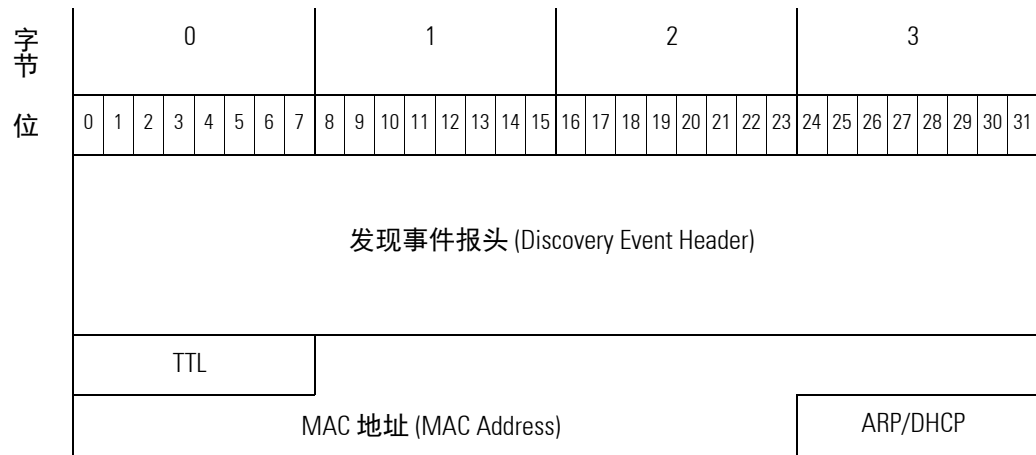 字节 0 1 2 3
位 0 1 2 3 4 5 6 7 8 9 10 11 12 13 14 15 16 17 18 19 20 21 22 23 24 25 26 27 28 29 30 31
发现事件报头 (Discovery Event Header)
TTL
MAC 地址 (MAC Address) ARP/DHCP